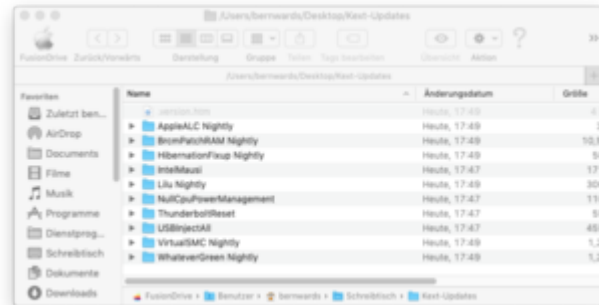 /Users/bernwards/Desktop/Kext-Updates
FusionDrive Zurück/Vorwärts Darstellung Gruppe Teilen Tags bearbeiten Übersicht Aktion
/Users/bernwards/Desktop/Kext-Updates
Favoriten
Zuletzt ben...
AirDrop
Documents
Filme
Musik
Programme
Dienstprog...
Schreibtisch
Dokumente
Downloads
Name Änderungsdatum Größe
.version.htm Heute, 17:49
AppleALC Nightly Heute, 17:49
BrcmPatchRAM Nightly Heute, 17:49
HibernationFixup Nightly Heute, 17:49
IntelMausi Heute, 17:47
Lilu Nightly Heute, 17:49
NullCpuPowerManagement Heute, 17:47
ThunderboltReset Heute, 17:47
USBInjectAll Heute, 17:47
VirtualSMC Nightly Heute, 17:49
WhateverGreen Nightly Heute, 17:49
FusionDrive › Benutzer › bernwards › Schreibtisch › Kext-Updates